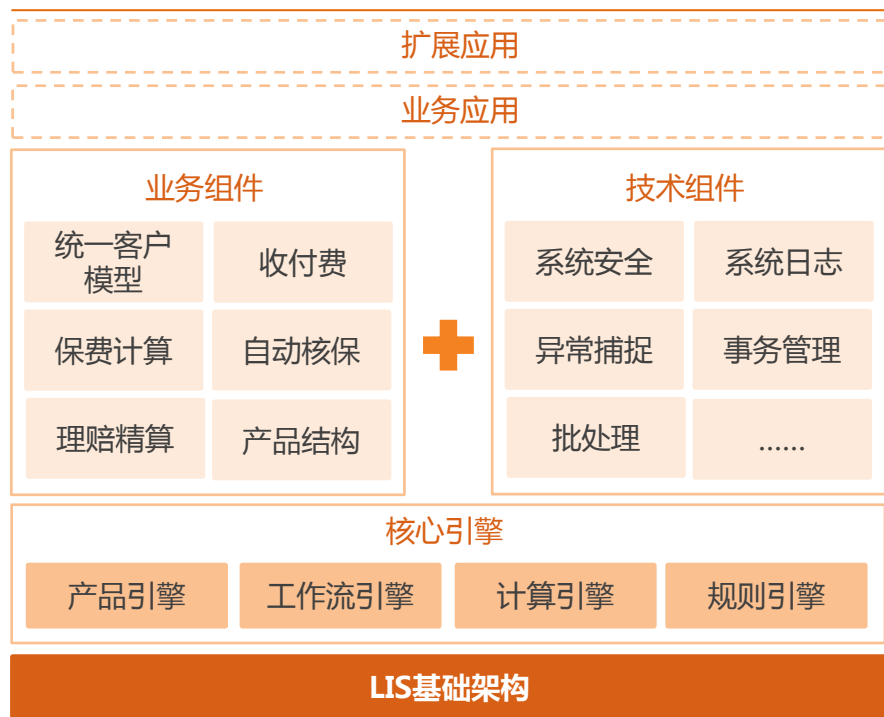 扩展应用
业务应用
业务组件
统一客户
模型
收付费
保费计算
自动核保
理赔精算
产品结构
技术组件
系统安全
系统日志
异常捕捉
事务管理
批处理
......
核心引擎
产品引擎
工作流引擎
计算引擎
规则引擎
LIS基础架构